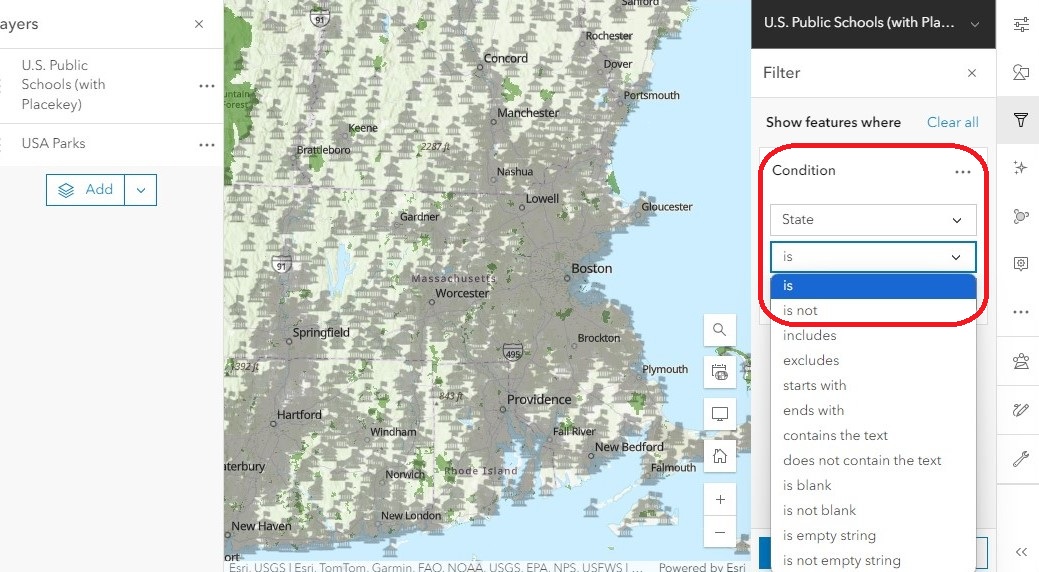 ayers
U.S. Public
Schools (with
Placekey)
USA Parks
Add
91
Sanford
Rochester
Concord
Dover
Portsmouth
Manchester
untain
Forest
Keene
Brattleboro
2287 ft
Nashua
Lowell
Gloucester
Gardner
91
Boston
Massachusetts
Worcester
Springfield
Brockton
495
1392 ft
Plymouth
843 ft
Providence
Hartford
Windham
Fall River
New Bedford
aterbury
Norwich
Rhode Island
Falmouth
New London
New Haven
ort
Esri, USGS | Esri, TomTom, Garmin, FAO, NOAA, USGS, EPA, NPS, USFWS | ...
Powered by Esri
U.S. Public Schools (with Pla...
Filter
Show features where
Clear all
Condition
State
is
is
is not
includes
excludes
starts with
ends with
contains the text
does not contain the text
is blank
is not blank
is empty string
is not empty string